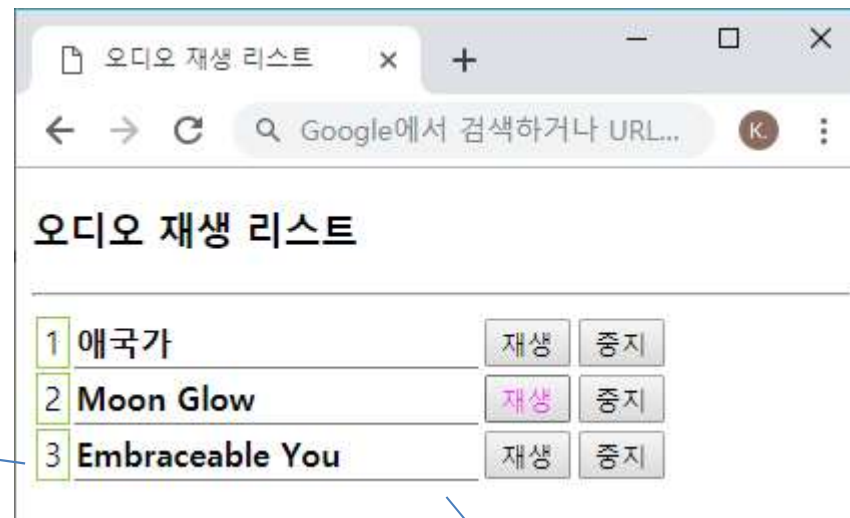 오디오 재생 리스트
Google에서 검색하거나 URL...
K.
오디오 재생 리스트
1 애국가 재생 중지
2 Moon Glow 재생 중지
3 Embraceable You 재생 중지